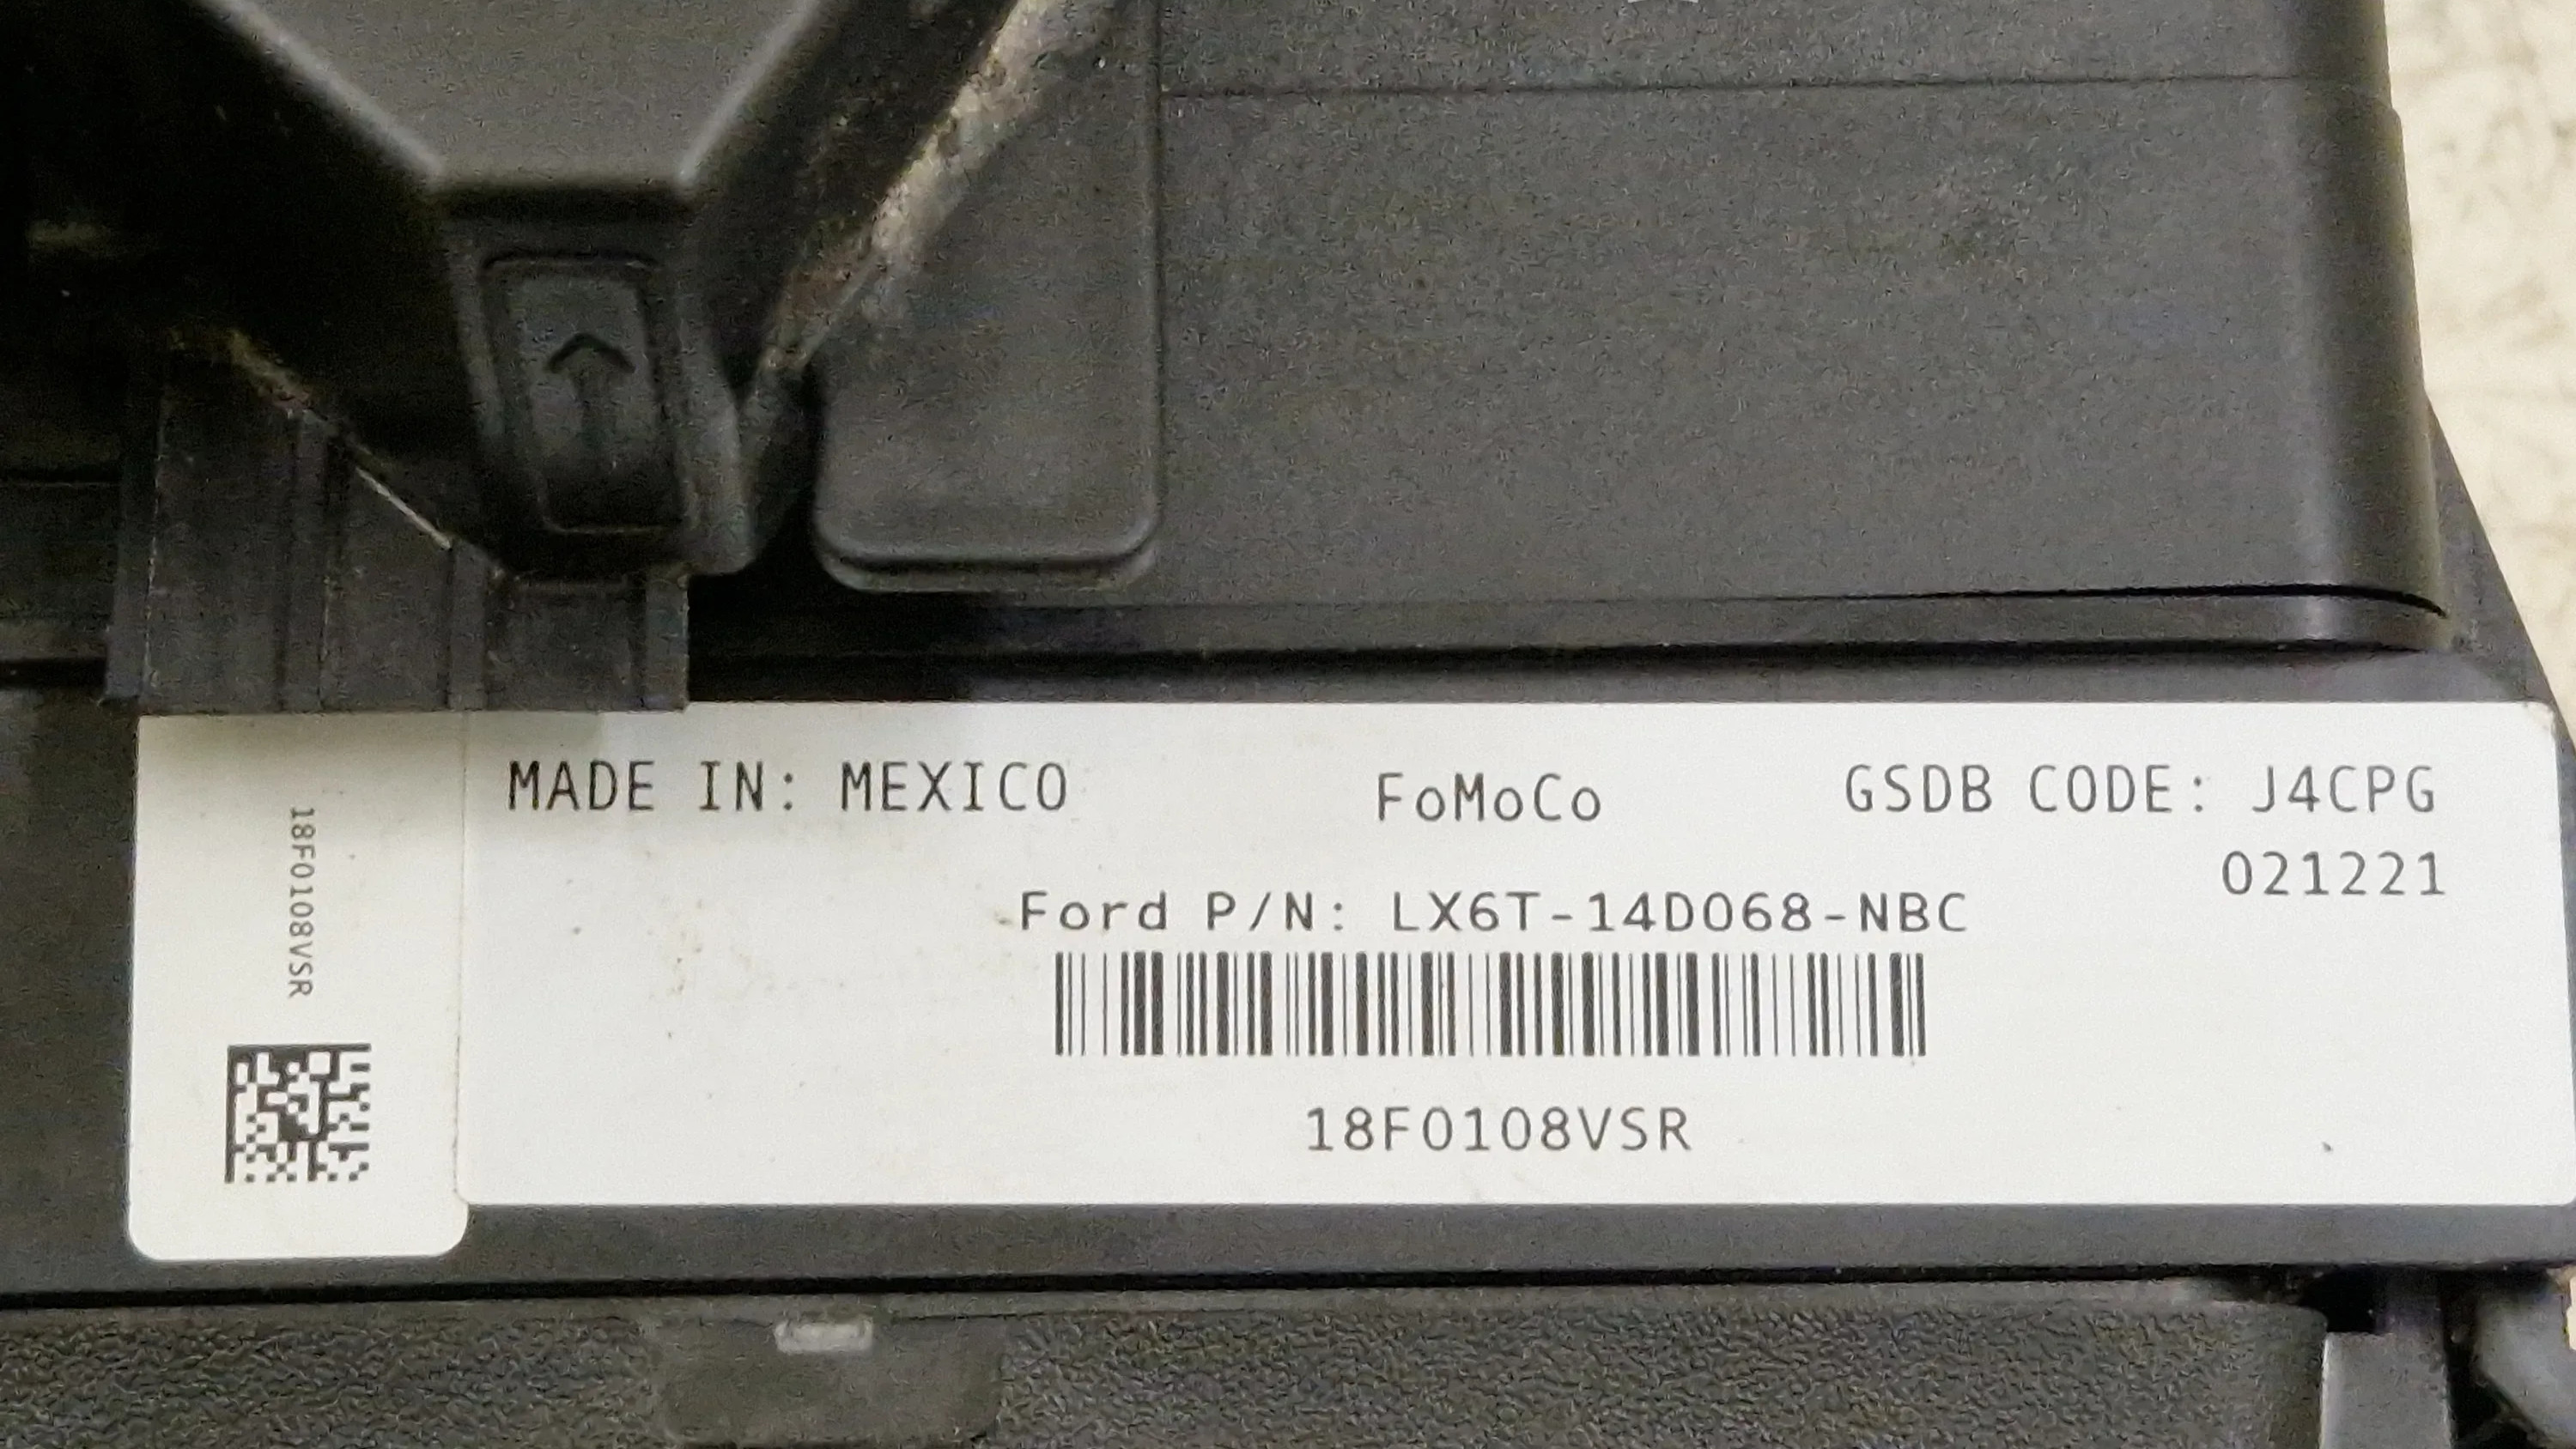 18F0108VSR
MADE IN: MEXICO
FoMoCo
GSDB CODE: J4CPG
021221
Ford P/N: LX6T-14D068-NBC
18F0108VSR